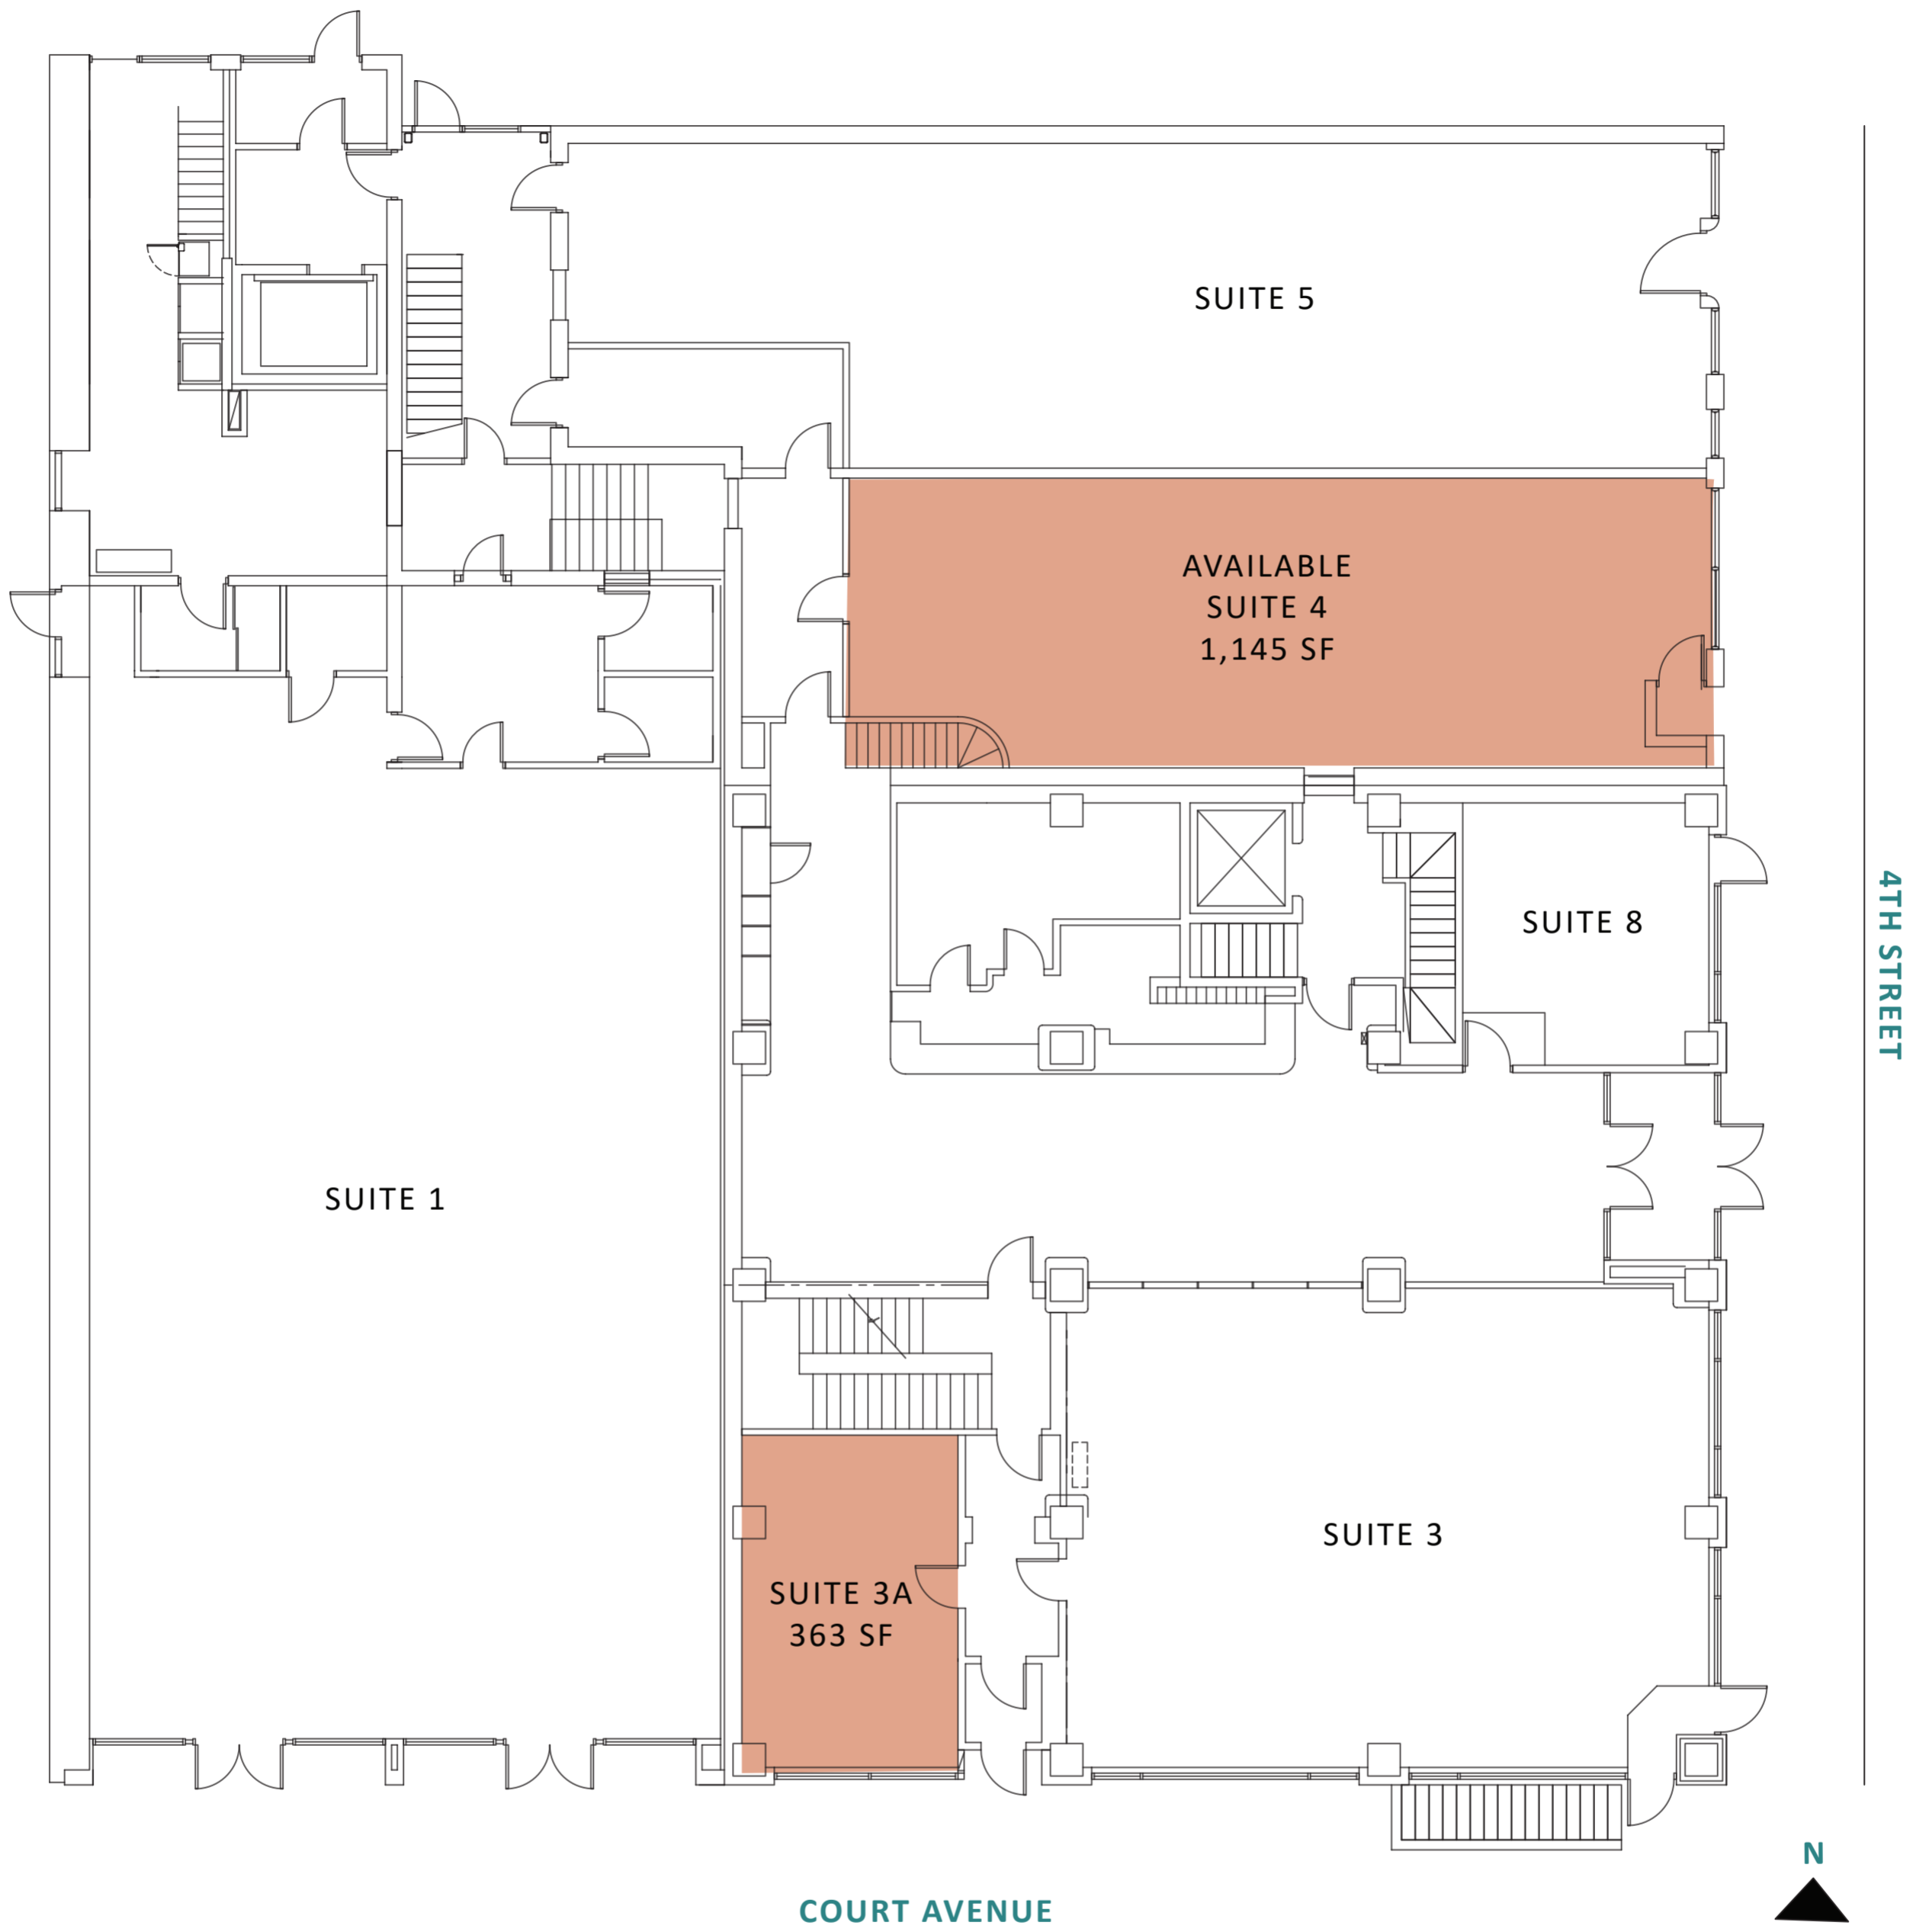 SUITE 5
AVAILABLE
SUITE 4
1,145 SF
SUITE 8
4TH STREET
SUITE 1
SUITE 3
SUITE 3A
363 SF
N
COURT AVENUE